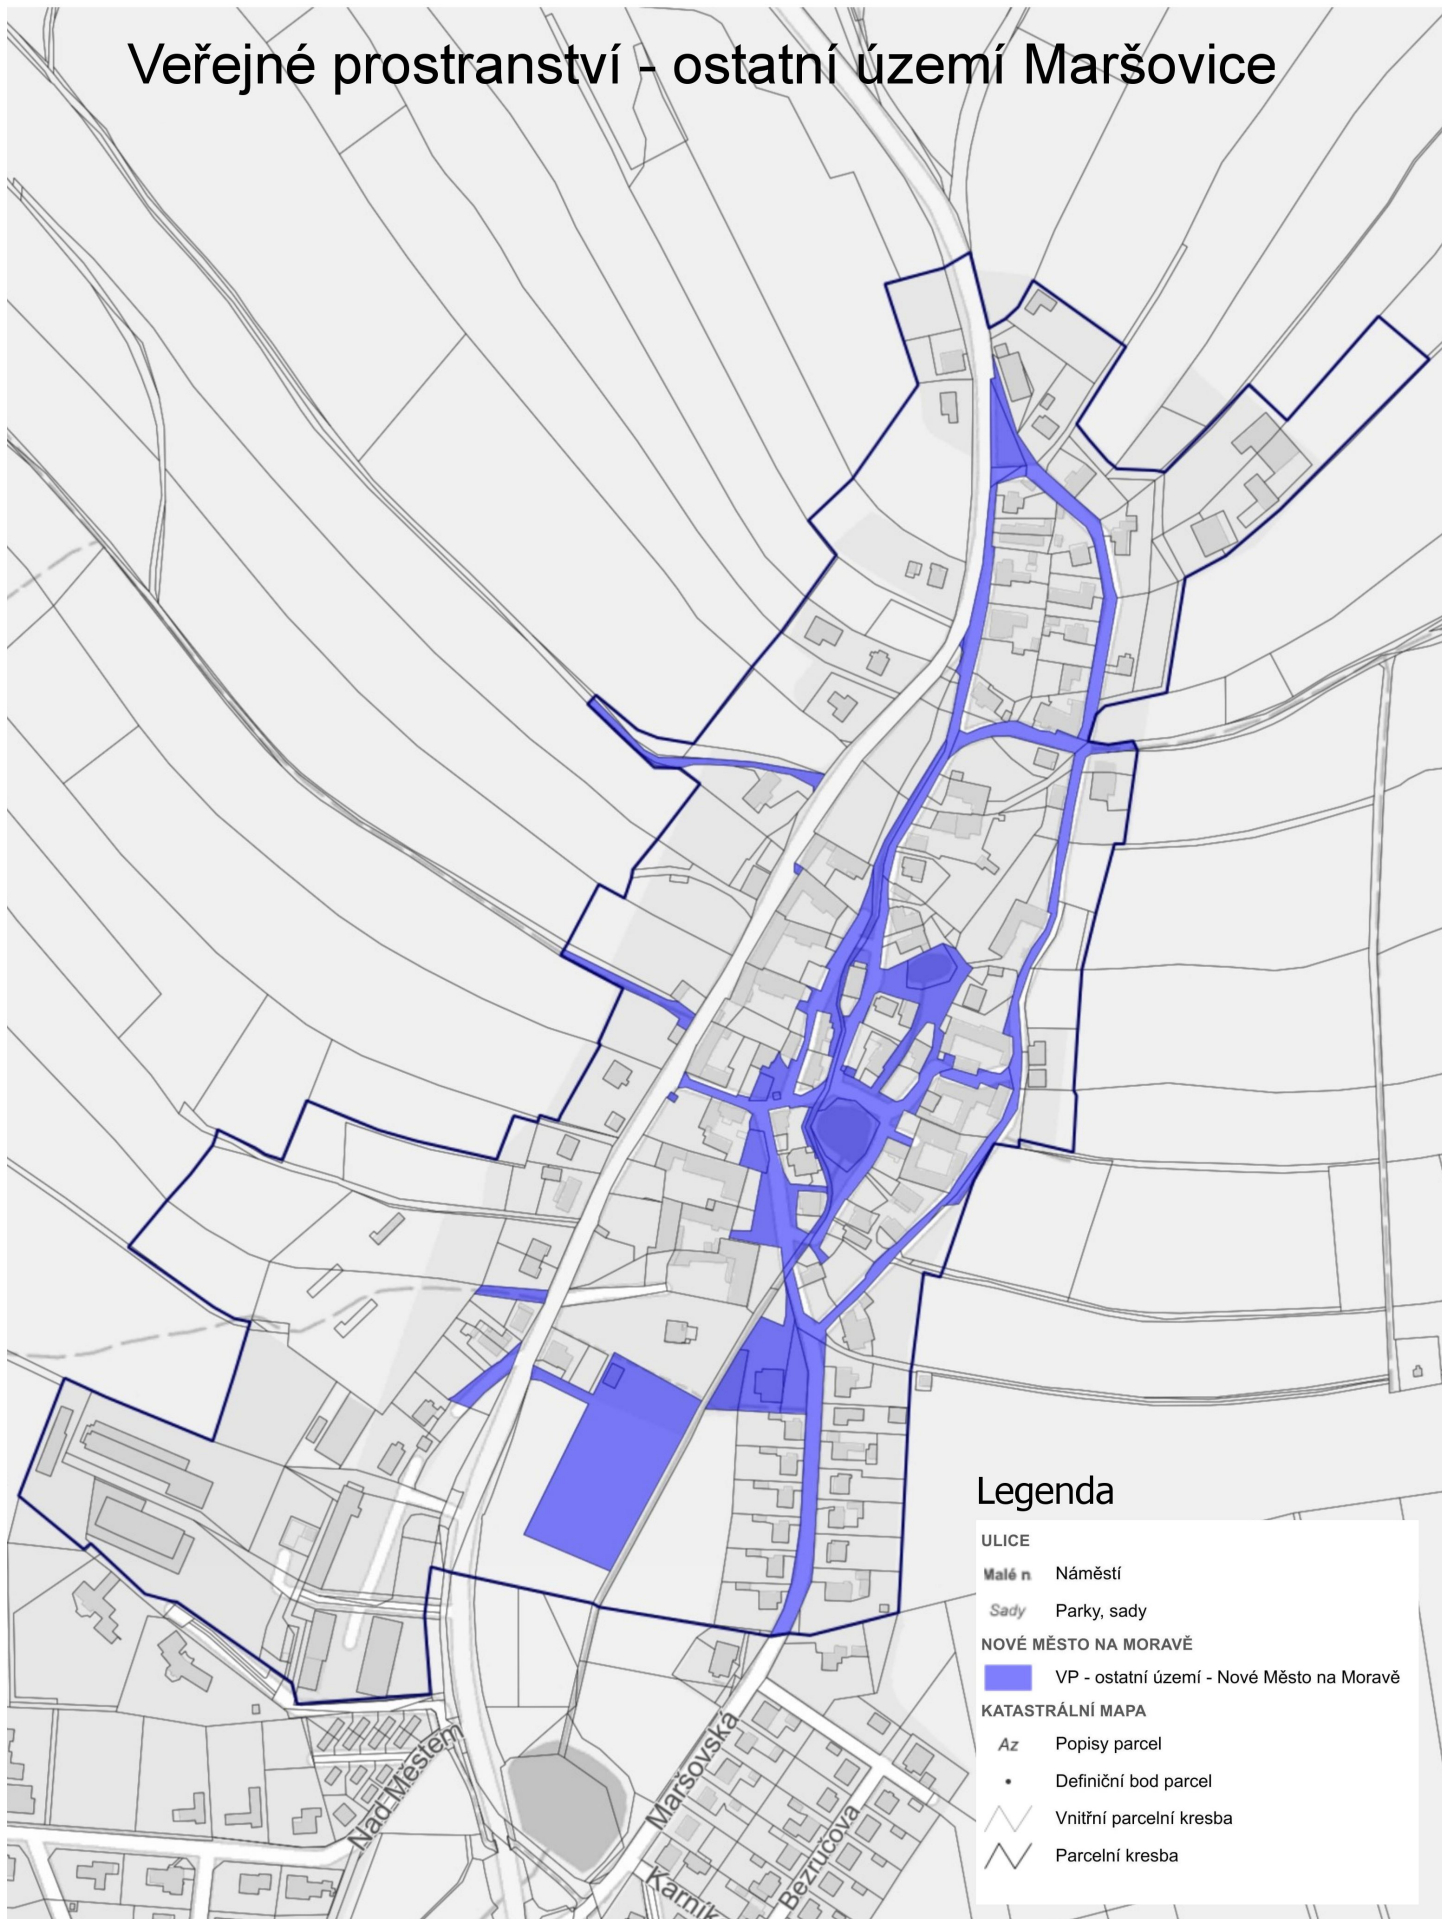 Veřejné prostranství - ostatní území Maršovice
Legenda
ULICE
Malé n Náměstí
Sady Parky, sady
NOVÉ MĚSTO NA MORAVĚ
VP - ostatní území - Nové Město na Moravě
KATASTRÁLNÍ MAPA
Az Popisy parcel
Definiční bod parcel
Vnitřní parcelní kresba
Parcelní kresba
Nad Městem
Maršovská
Bezručova
Karník